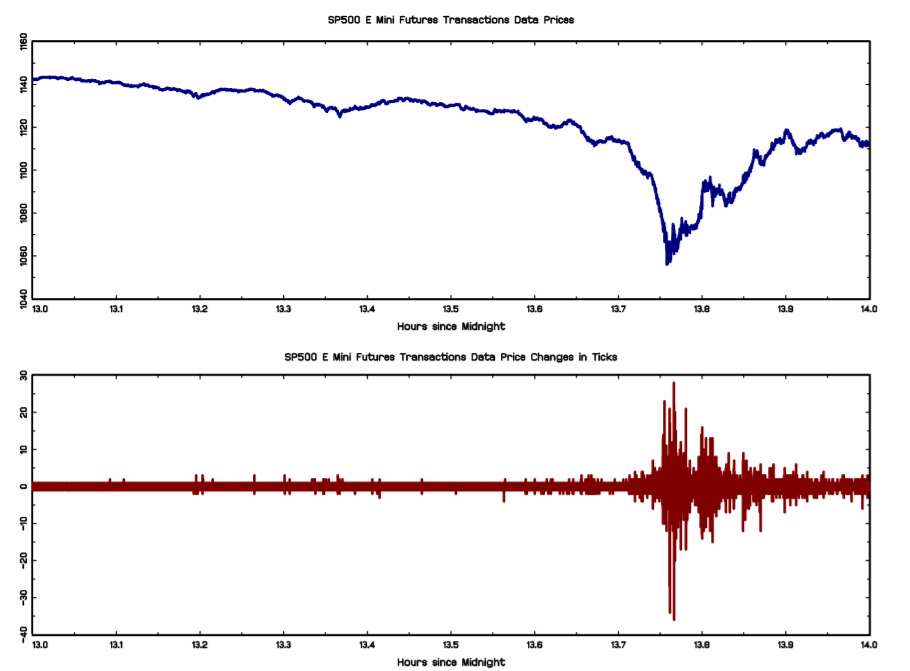 SP500 E Mini Futures Transactions Data Prices
1160
1140
1120
1100
1080
1060
1040
13.0 13.1 13.2 13.3 13.4 13.5 13.6 13.7 13.8 13.9 14.0
Hours since Midnight
SP500 E Mini Futures Transactions Data Price Changes in Ticks
30
20
10
0
-10
-20
-30
-40
13.0 13.1 13.2 13.3 13.4 13.5 13.6 13.7 13.8 13.9 14.0
Hours since Midnight